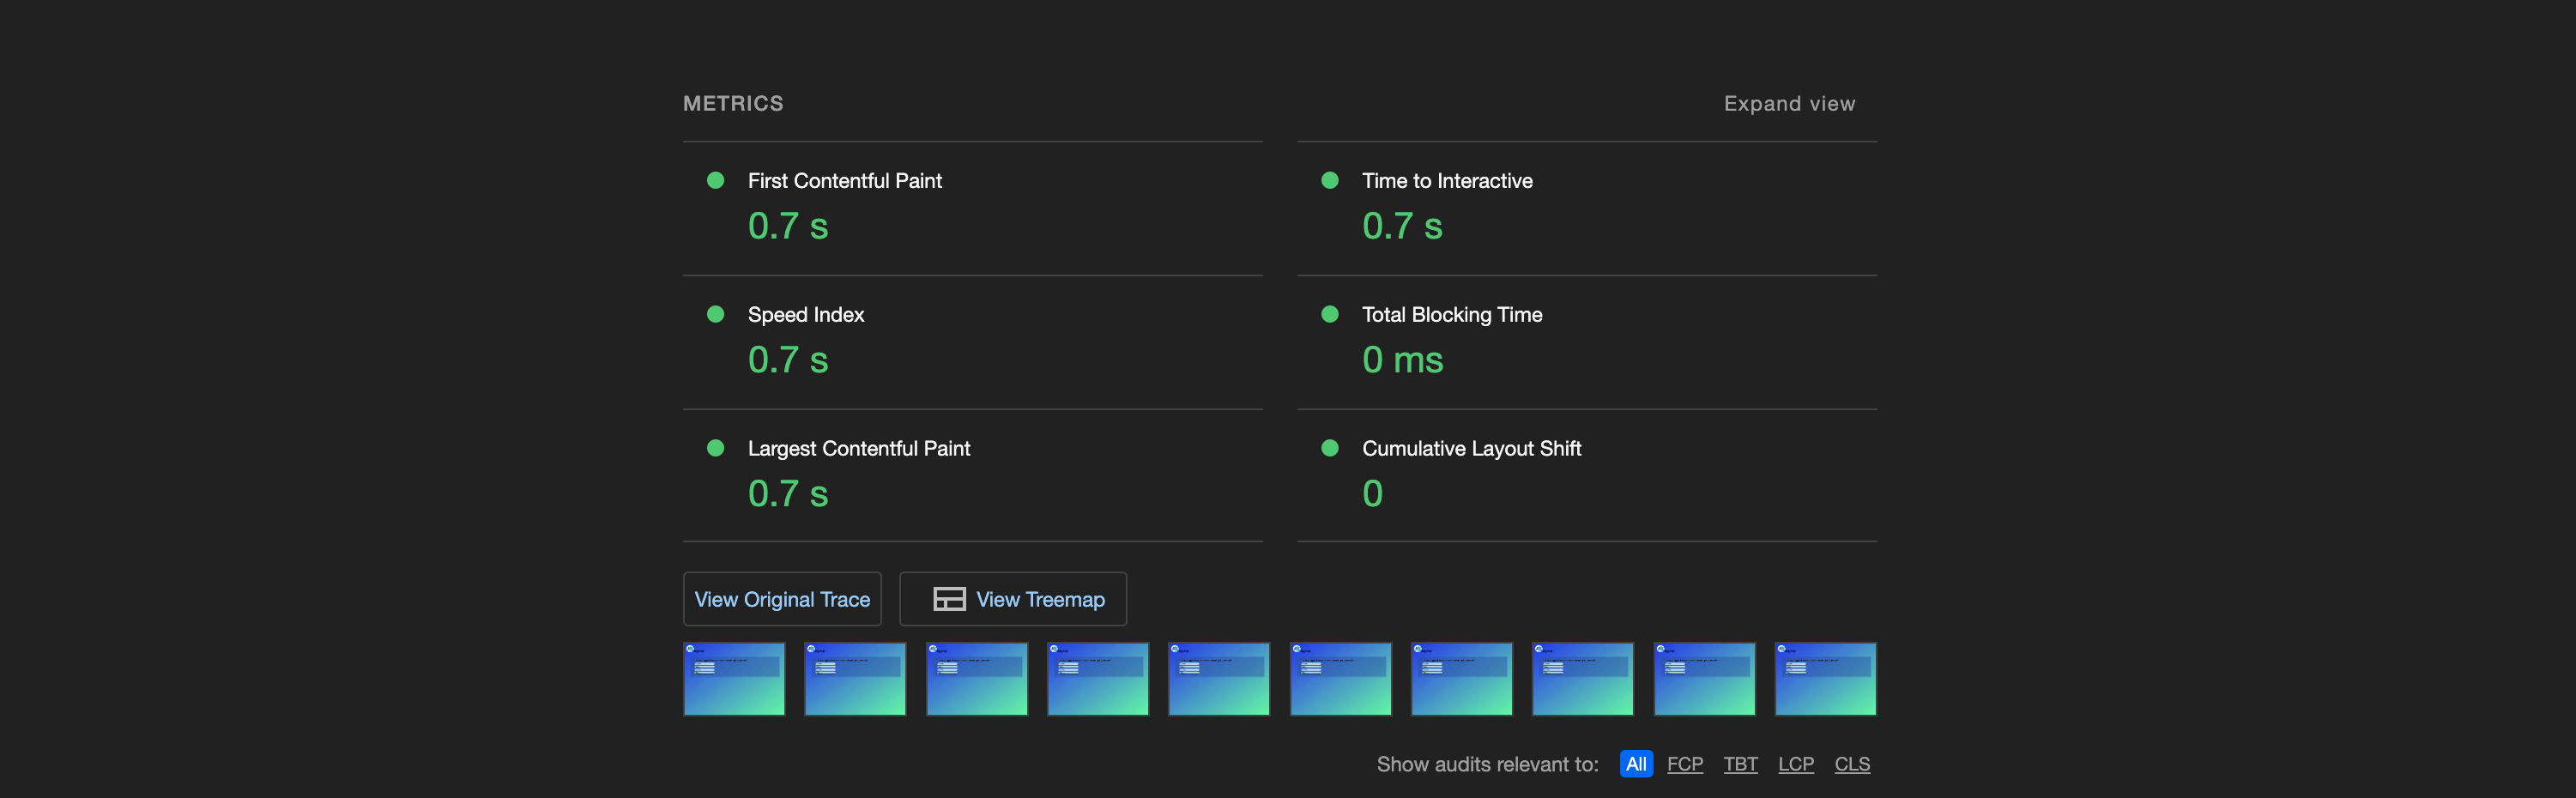 METRICS
Expand view
First Contentful Paint
0.7 s
Time to Interactive
0.7 s
Speed Index
0.7 s
Total Blocking Time
0 ms
Largest Contentful Paint
0.7 s
Cumulative Layout Shift
0
View Original Trace
View Treemap
Show audits relevant to: All FCP TBT LCP CLS